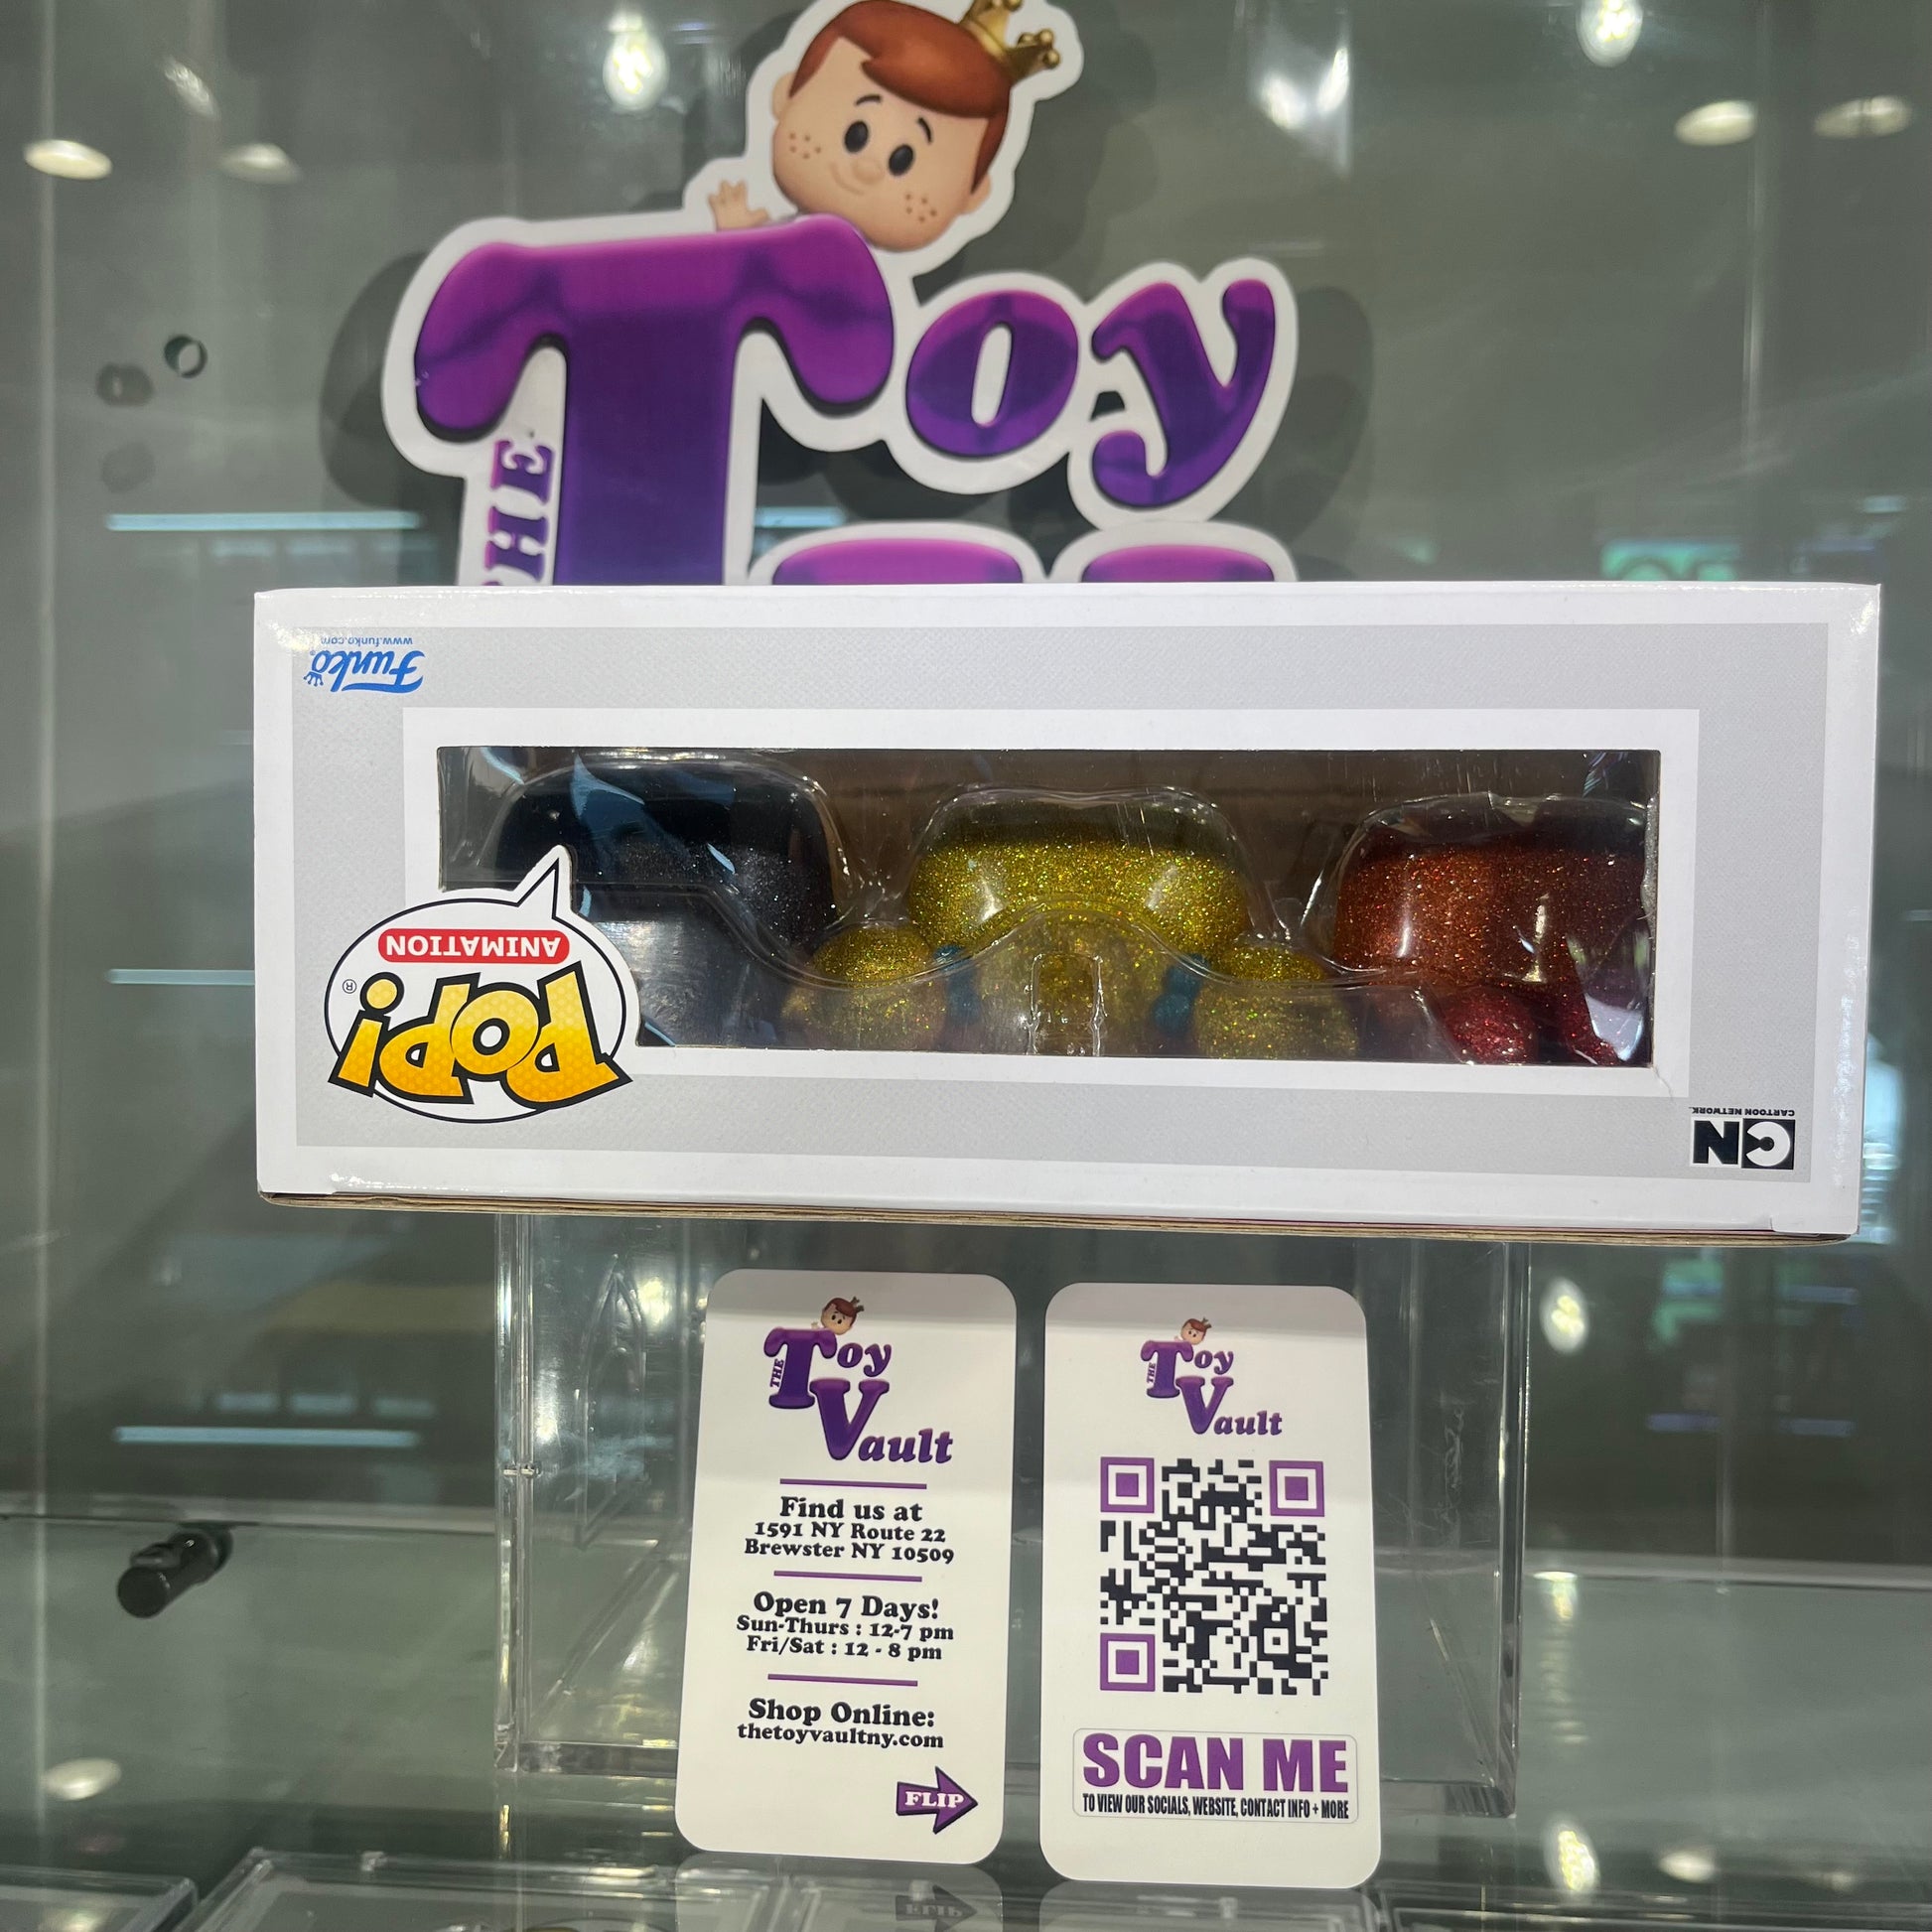 THE Toy
www.funko.com
Funko
ANIMATION
POP!
®
CARTOON NETWORK™
CN
THE Toy
Vault
Find us at
1591 NY Route 22
Brewster NY 10509
Open 7 Days!
Sun-Thurs : 12-7 pm
Fri/Sat : 12 - 8 pm
Shop Online:
thetoyvaultny.com
FLIP
THE Toy
Vault
SCAN ME
TO VIEW OUR SOCIALS, WEBSITE, CONTACT INFO + MORE